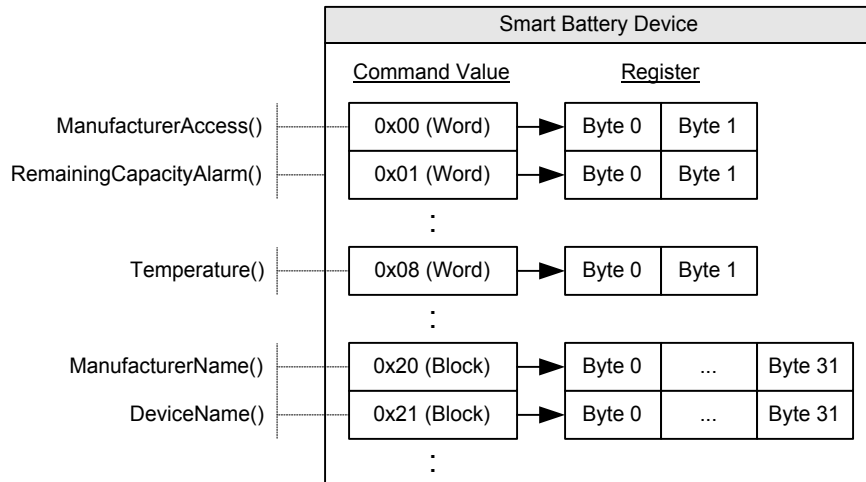 Smart Battery Device
Command Value Register
ManufacturerAccess() 0x00 (Word) Byte 0 Byte 1
RemainingCapacityAlarm() 0x01 (Word) Byte 0 Byte 1
:
Temperature() 0x08 (Word) Byte 0 Byte 1
:
ManufacturerName() 0x20 (Block) Byte 0 ... Byte 31
DeviceName() 0x21 (Block) Byte 0 ... Byte 31
: